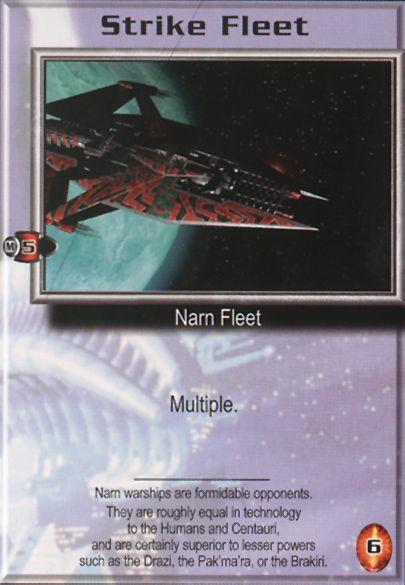 Strike Fleet
M 5
Narn Fleet
Multiple.
Narn warships are formidable opponents.
They are roughly equal in technology
to the Humans and Centauri,
and are certainly superior to lesser powers
such as the Drazi, the Pak'ma'ra, or the Brakiri.
6